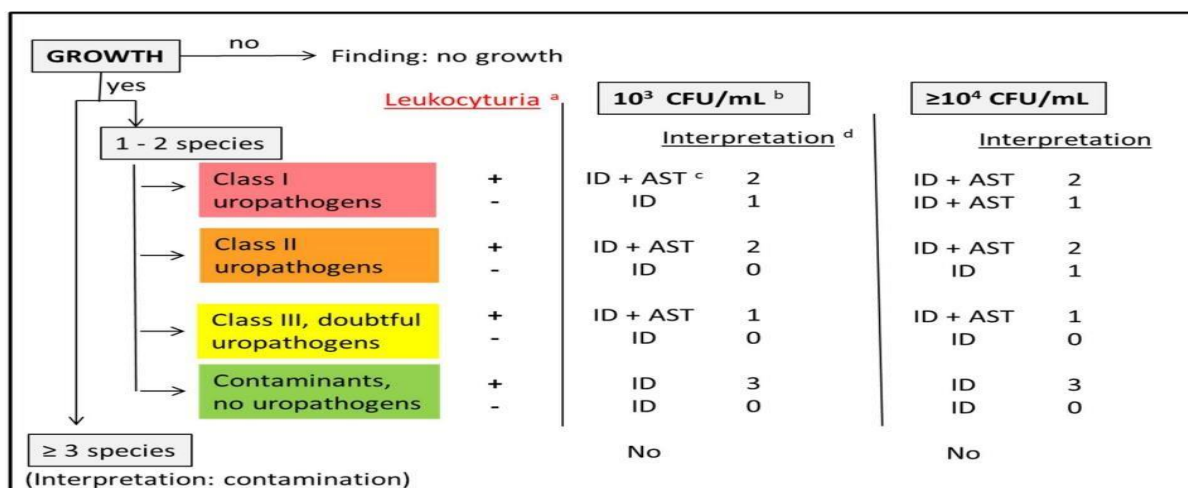 GROWTH no Finding: no growth
yes
Leukocyturia a 10³ CFU/mL b ≥10⁴ CFU/mL
1 - 2 species Interpretation d Interpretation
Class I + ID + AST c 2 ID + AST 2
uropathogens - ID 1 ID + AST 1
Class II + ID + AST 2 ID + AST 2
uropathogens - ID 0 ID 1
Class III, doubtful + ID + AST 1 ID + AST 1
uropathogens - ID 0 ID 0
Contaminants, + ID 3 ID 3
no uropathogens - ID 0 ID 0
≥ 3 species No No
(Interpretation: contamination)